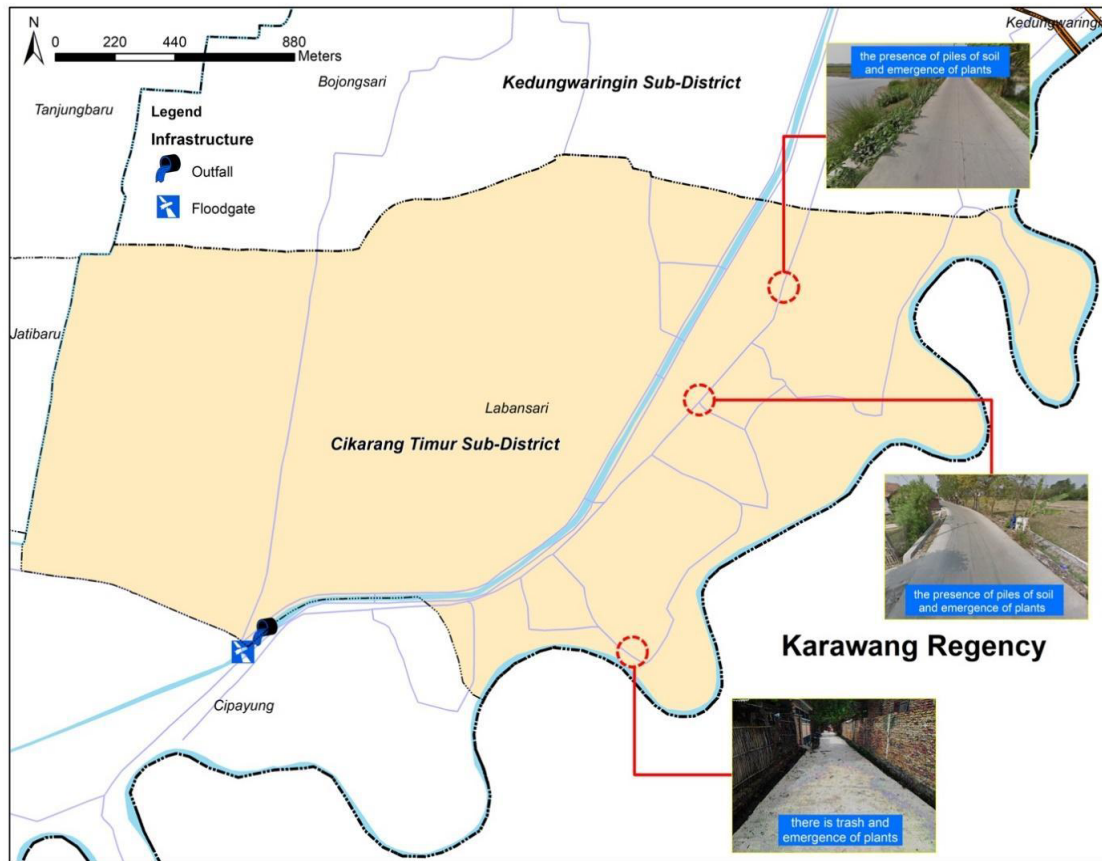 N
0 220 440 880
Meters
Kedungwaringin
the presence of piles of soil
and emergence of plants
Bojongsari
Kedungwaringin Sub-District
Tanjungbaru
Legend
Infrastructure
Outfall
Floodgate
Jatibaru
Labansari
Cikarang Timur Sub-District
the presence of piles of soil
and emergence of plants
Karawang Regency
Cipayung
there is trash and
emergence of plants